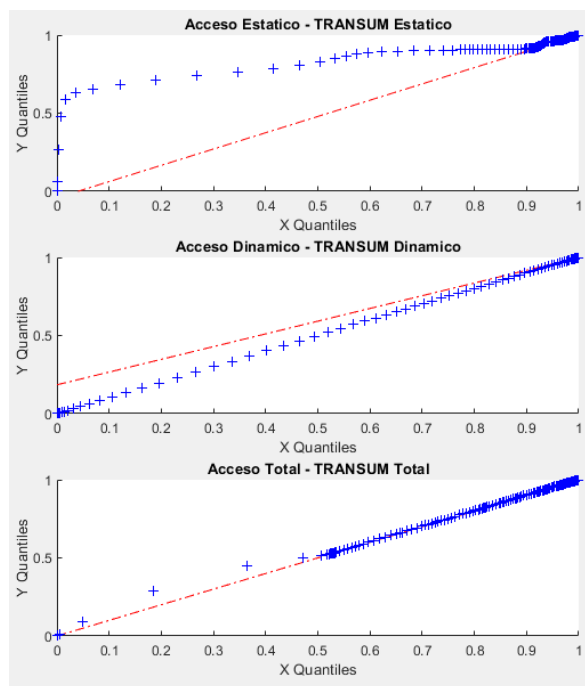 Acceso Estatico - TRANSUM Estatico
1
0.5
0
Y Quantiles
0 0.1 0.2 0.3 0.4 0.5 0.6 0.7 0.8 0.9 1
X Quantiles
Acceso Dinamico - TRANSUM Dinamico
1
0.5
0
Y Quantiles
0 0.1 0.2 0.3 0.4 0.5 0.6 0.7 0.8 0.9 1
X Quantiles
Acceso Total - TRANSUM Total
1
0.5
0
Y Quantiles
0 0.1 0.2 0.3 0.4 0.5 0.6 0.7 0.8 0.9 1
X Quantiles